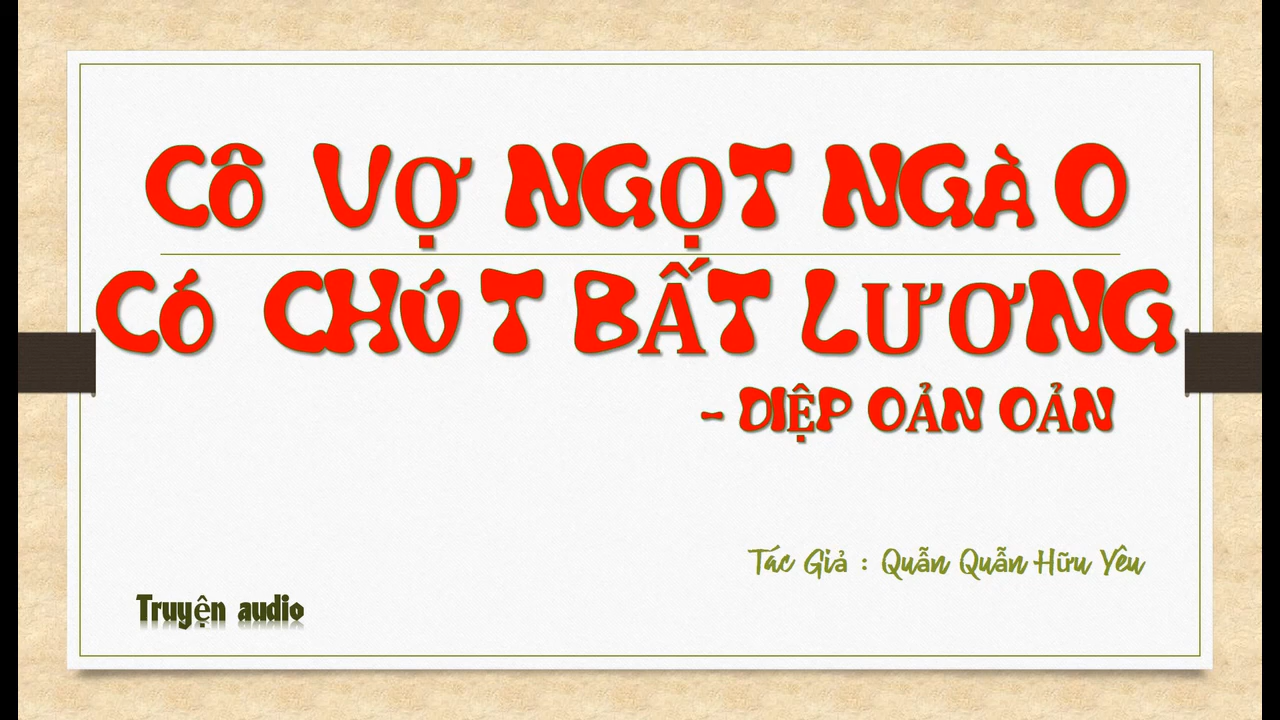 CÔ VỢ NGỌT NGÀO
CÓ CHÚT BẤT LƯƠNG
- DIỆP OẢN OẢN
Tác Giả : Quẫn Quẫn Hữu Yêu
Truyện audio